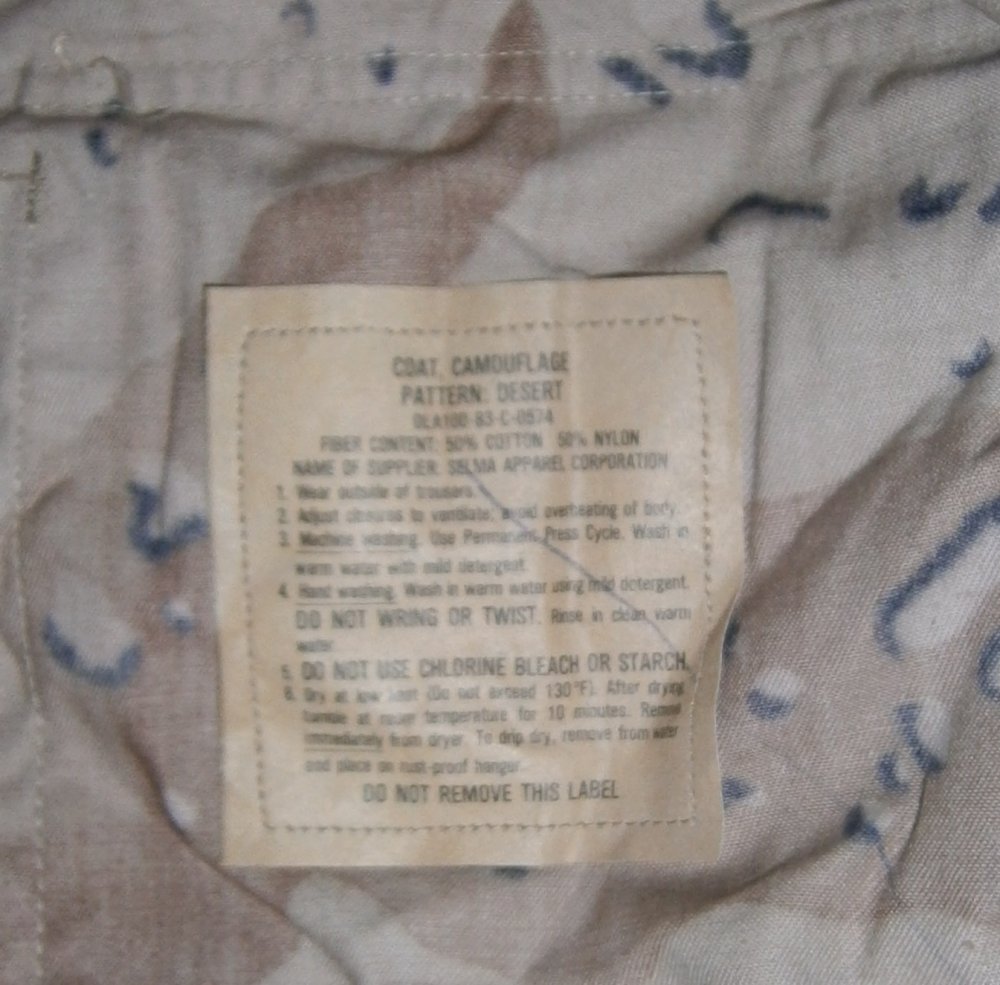 COAT, CAMOUFLAGE
PATTERN: DESERT
DLA100-83-C-0574
FIBER CONTENT: 50% COTTON 50% NYLON
NAME OF SUPPLIER: SELMA APPAREL CORPORATION
1. Wear outside of trousers.
2. Adjust closures to ventilate; avoid overheating of body.
3. Machine washing. Use Permanent Press Cycle. Wash in
warm water with mild detergent.
4. Hand washing. Wash in warm water using mild detergent.
DO NOT WRING OR TWIST. Rinse in clean, warm
water.
5. DO NOT USE CHLORINE BLEACH OR STARCH.
6. Dry at low heat (Do not exceed 130°F). After drying
tumble at room temperature for 10 minutes. Remove
immediately from dryer. To drip dry, remove from water
and place on rust-proof hanger.
DO NOT REMOVE THIS LABEL